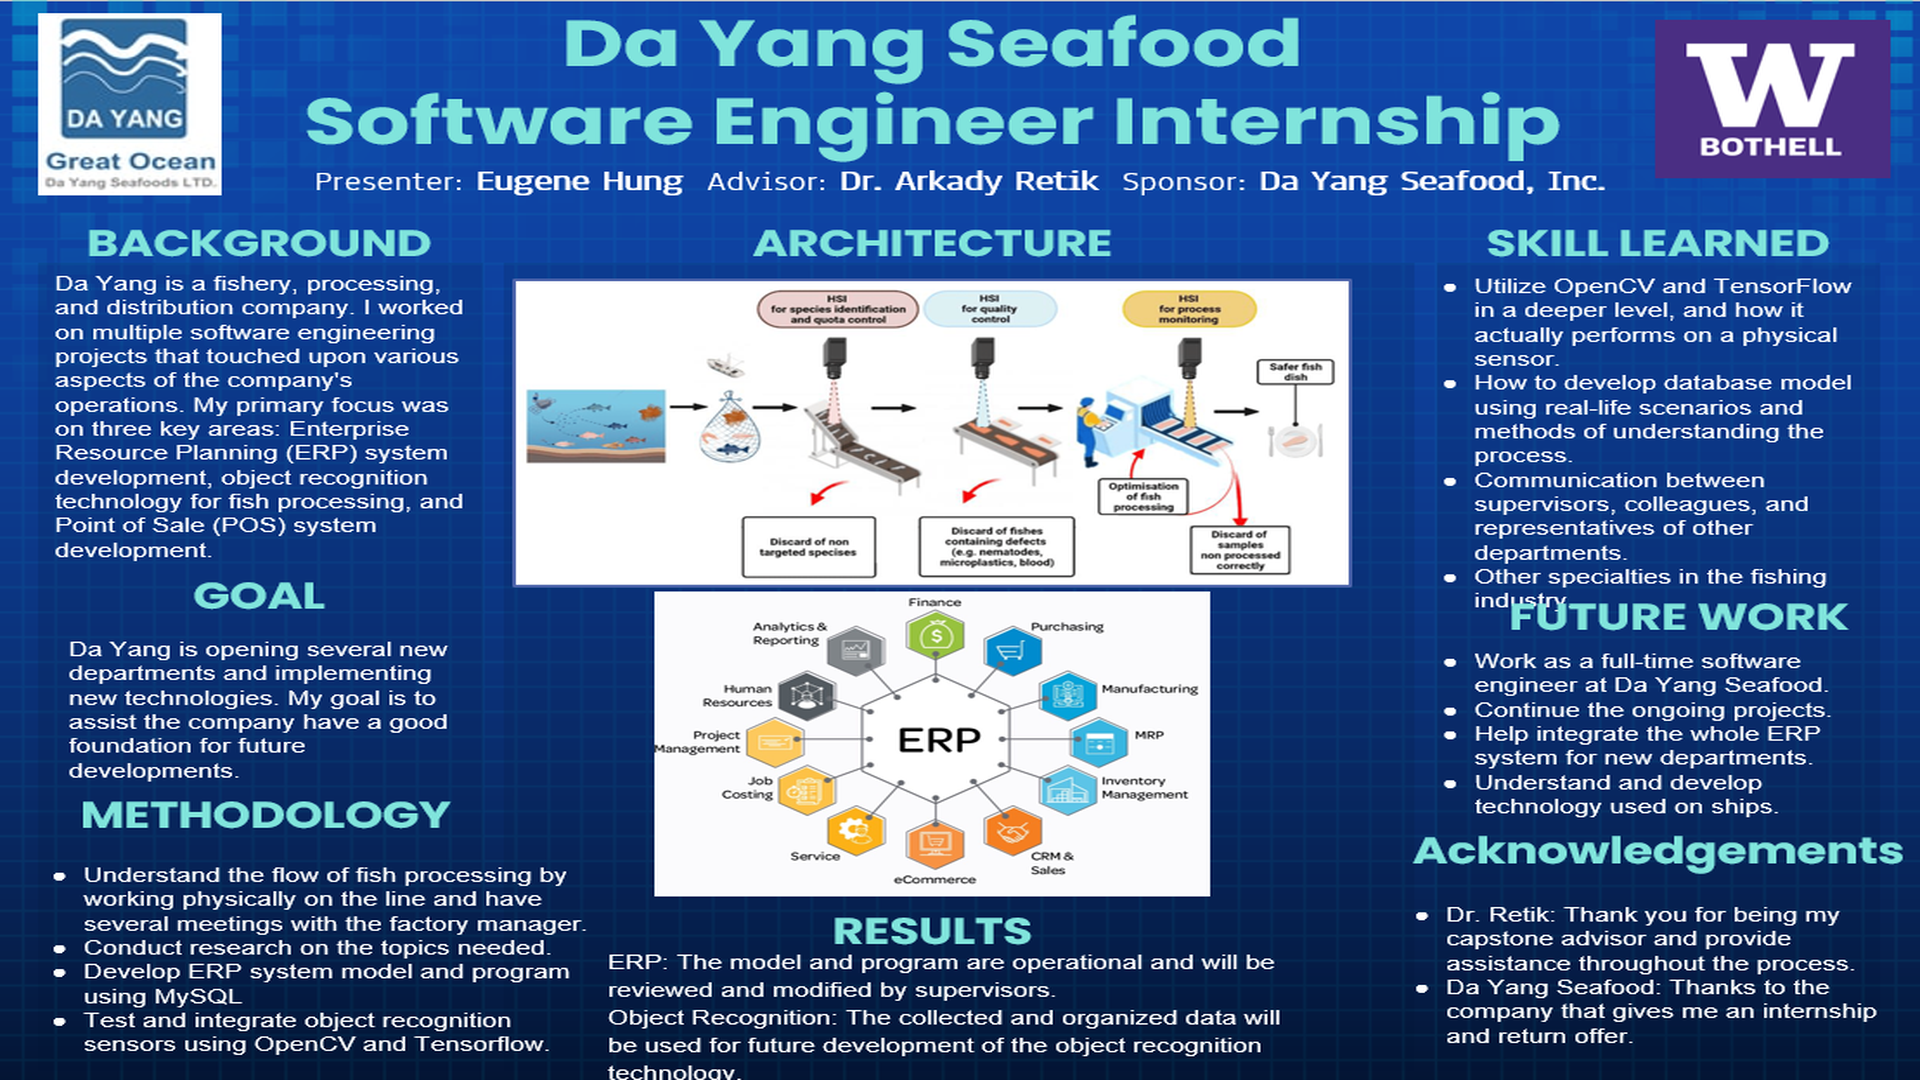 DA YANG
Great Ocean
Da Yang Seafoods LTD.
Da Yang Seafood
Software Engineer Internship
Presenter: Eugene Hung Advisor: Dr. Arkady Retik Sponsor: Da Yang Seafood, Inc.
W
BOTHELL
BACKGROUND
Da Yang is a fishery, processing,
and distribution company. I worked
on multiple software engineering
projects that touched upon various
aspects of the company's
operations. My primary focus was
on three key areas: Enterprise
Resource Planning (ERP) system
development, object recognition
technology for fish processing, and
Point of Sale (POS) system
development.
GOAL
Da Yang is opening several new
departments and implementing
new technologies. My goal is to
assist the company have a good
foundation for future
developments.
METHODOLOGY
● Understand the flow of fish processing by
working physically on the line and have
several meetings with the factory manager.
● Conduct research on the topics needed.
● Develop ERP system model and program
using MySQL
● Test and integrate object recognition
sensors using OpenCV and Tensorflow.
ARCHITECTURE
HSI
for species identification
and quota control
HSI
for quality
control
HSI
for process
monitoring
Safer fish
dish
Optimisation
of fish
processing
Discard of non
targeted specises
Discard of fishes
containing defects
(e.g. nematodes,
microplastics, blood)
Discard of
samples
non processed
correctly
Finance
Analytics &
Reporting
Purchasing
Human
Resources
Manufacturing
Project
Management
ERP
MRP
Job
Costing
Inventory
Management
Service
CRM &
Sales
eCommerce
RESULTS
ERP: The model and program are operational and will be
reviewed and modified by supervisors.
Object Recognition: The collected and organized data will
be used for future development of the object recognition
technology.
SKILL LEARNED
● Utilize OpenCV and TensorFlow
in a deeper level, and how it
actually performs on a physical
sensor.
● How to develop database model
using real-life scenarios and
methods of understanding the
process.
● Communication between
supervisors, colleagues, and
representatives of other
departments.
● Other specialties in the fishing
industry.
FUTURE WORK
● Work as a full-time software
engineer at Da Yang Seafood.
● Continue the ongoing projects.
● Help integrate the whole ERP
system for new departments.
● Understand and develop
technology used on ships.
Acknowledgements
● Dr. Retik: Thank you for being my
capstone advisor and provide
assistance throughout the process.
● Da Yang Seafood: Thanks to the
company that gives me an internship
and return offer.